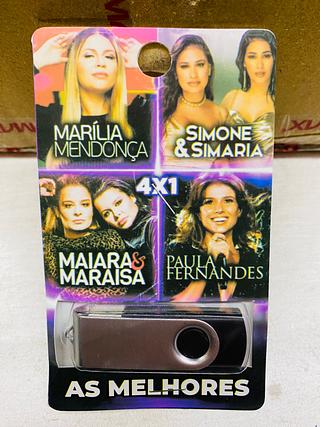 MARÍLIA
MENDONÇA
SIMONE
& SIMARIA
4X1
MAIARA &
MARAISA
PAULA
FERNANDES
AS MELHORES